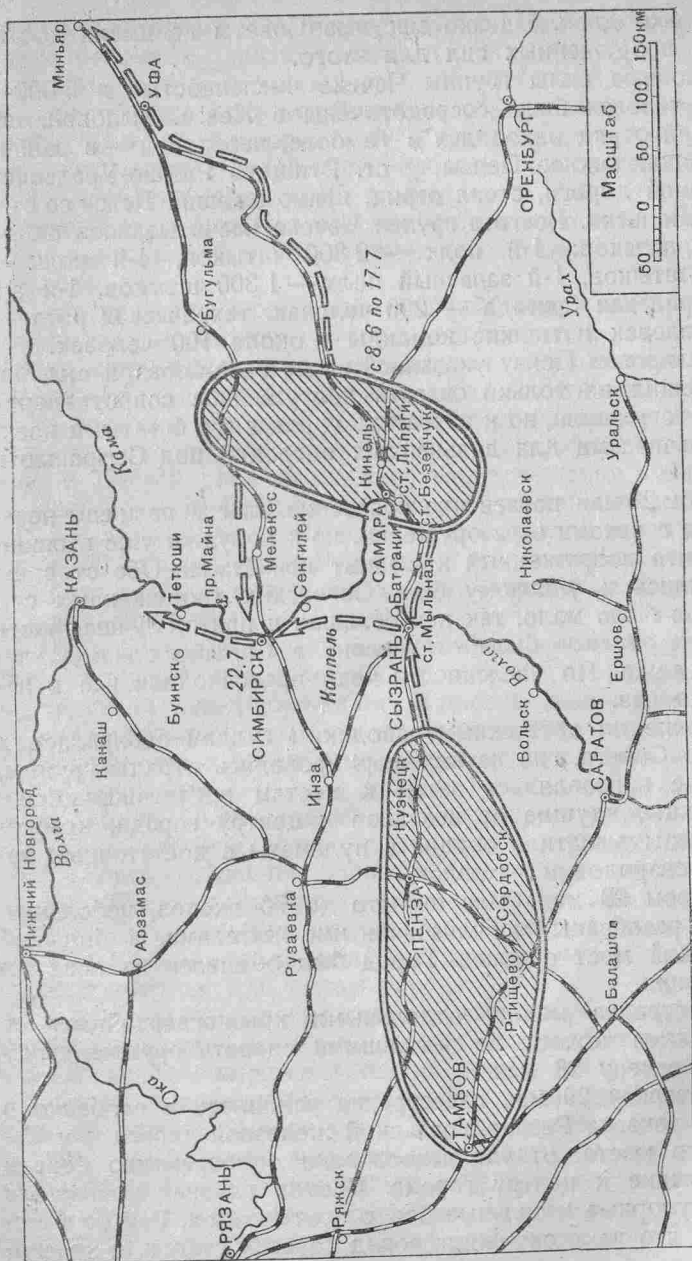 Нижний Новгород
Миньяр
Волга
КАЗАНЬ
Кама
УФА
Канаш
Арзамас
Ока
Буинск
Тетюши
РЯЗАНЬ
Бугульма
пр. Майна
22.7
СИМБИРСК
Мелекес
Рузаевка
Инза
Сенгилей
Каппель
Ряжск
Кинель
с 8.6 по 17.7
САМАРА
ст. Липяги
Батраки
СЫЗРАНЬ
ст. Безенчук
ст. Мыльная
Кузнецк
ПЕНЗА
ТАМБОВ
Сердобск
Ртищево
Волга
Вольск
Николаевск
ОРЕНБУРГ
Урал
Балашов
САРАТОВ
Ершов
Уральск
Масштаб
50 0 50 100 150км